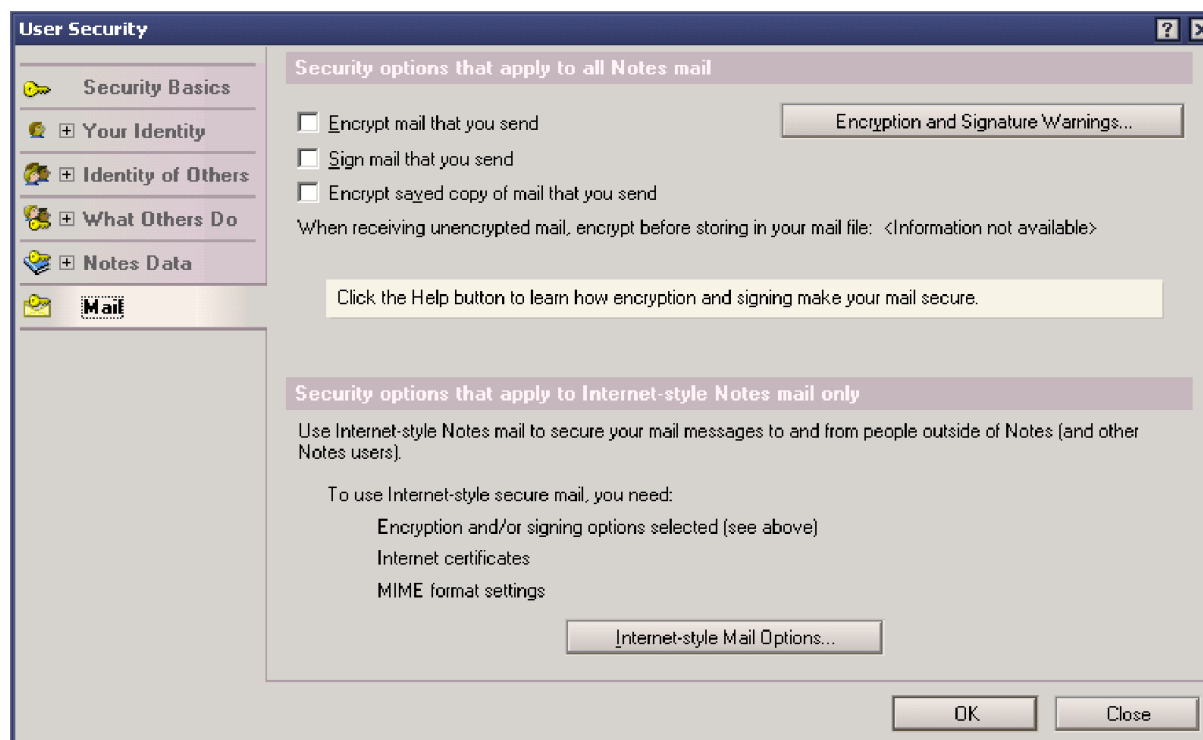 User Security
Security Basics
Your Identity
Identity of Others
What Others Do
Notes Data
Mail
Security options that apply to all Notes mail
Encrypt mail that you send
Encryption and Signature Warnings...
Sign mail that you send
Encrypt saved copy of mail that you send
When receiving unencrypted mail, encrypt before storing in your mail file: <Information not available>
Click the Help button to learn how encryption and signing make your mail secure.
Security options that apply to Internet-style Notes mail only
Use Internet-style Notes mail to secure your mail messages to and from people outside of Notes (and other
Notes users).
To use Internet-style secure mail, you need:
Encryption and/or signing options selected (see above)
Internet certificates
MIME format settings
Internet-style Mail Options...
OK
Close